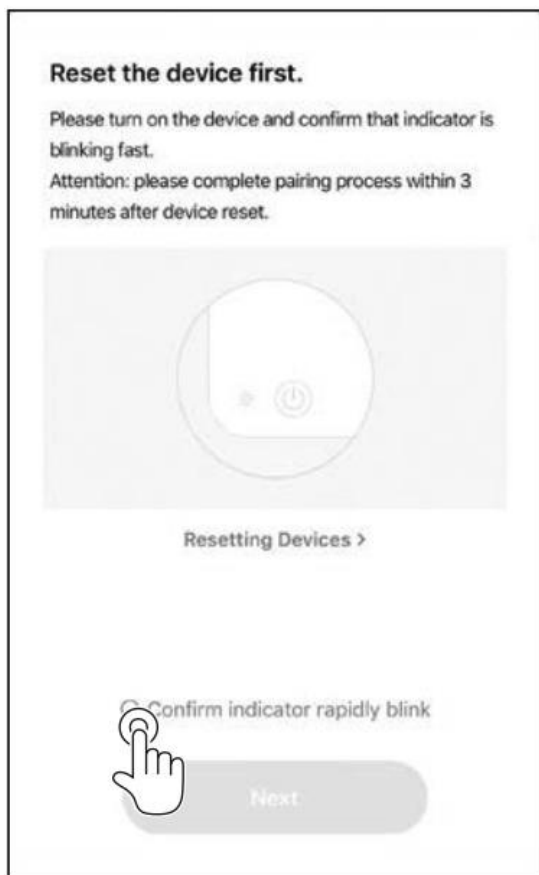 Reset the device first.
Please turn on the device and confirm that indicator is
blinking fast.
Attention: please complete pairing process within 3
minutes after device reset.
Resetting Devices >
Confirm indicator rapidly blink
Next